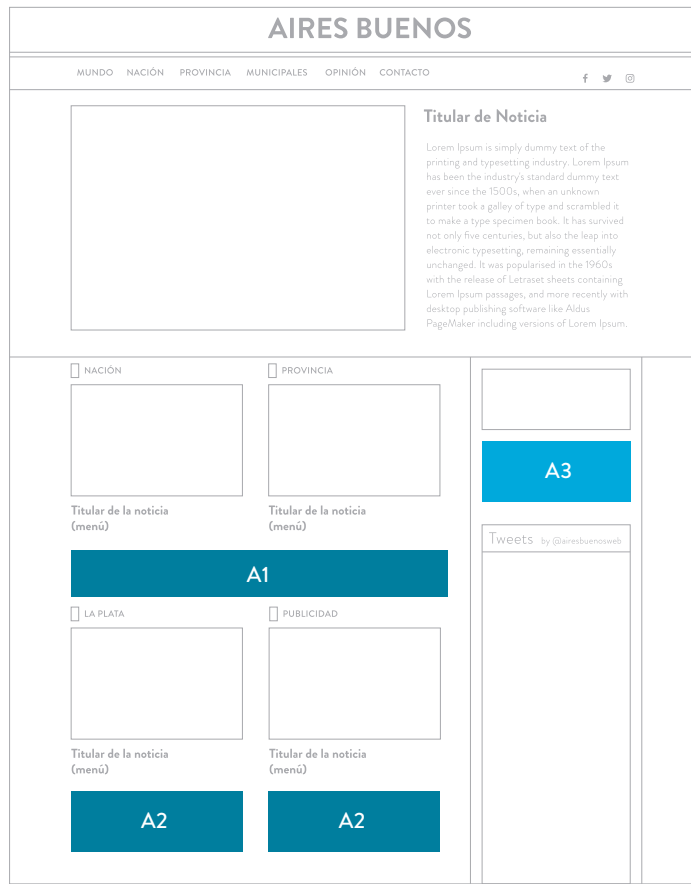 AIRES BUENOS
MUNDO NACIÓN PROVINCIA MUNICIPALES OPINIÓN CONTACTO
Titular de Noticia
Lorem Ipsum is simply dummy text of the
printing and typesetting industry. Lorem Ipsum
has been the industry's standard dummy text
ever since the 1500s, when an unknown
printer took a galley of type and scrambled it
to make a type specimen book. It has survived
not only five centuries, but also the leap into
electronic typesetting, remaining essentially
unchanged. It was popularised in the 1960s
with the release of Letraset sheets containing
Lorem Ipsum passages, and more recently with
desktop publishing software like Aldus
PageMaker including versions of Lorem Ipsum.
NACIÓN
Titular de la noticia
(menú)
PROVINCIA
Titular de la noticia
(menú)
A1
LA PLATA
Titular de la noticia
(menú)
PUBLICIDAD
Titular de la noticia
(menú)
A2
A2
A3
Tweets by @airesbuenosweb